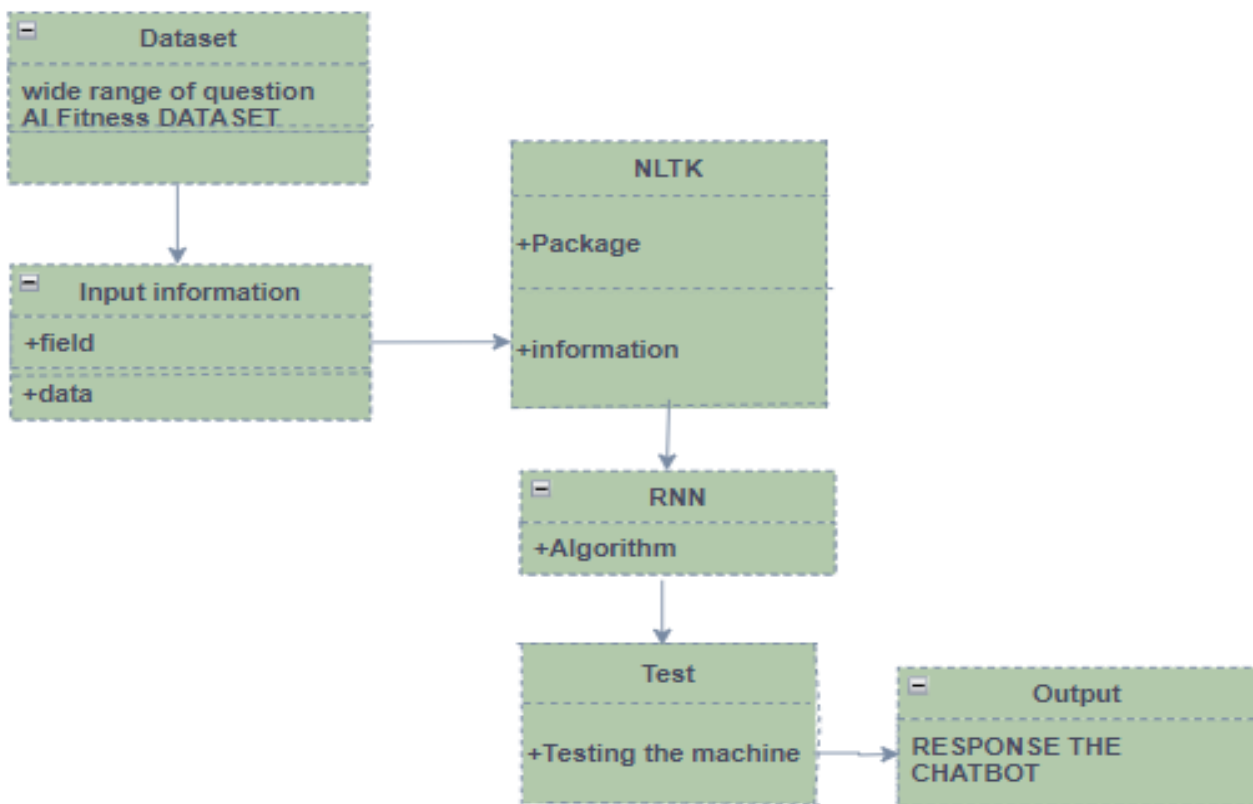 Dataset
wide range of question
AI Fitness DATASET
Input information
+field
+data
NLTK
+Package
+information
RNN
+Algorithm
Test
+Testing the machine
Output
RESPONSE THE
CHATBOT